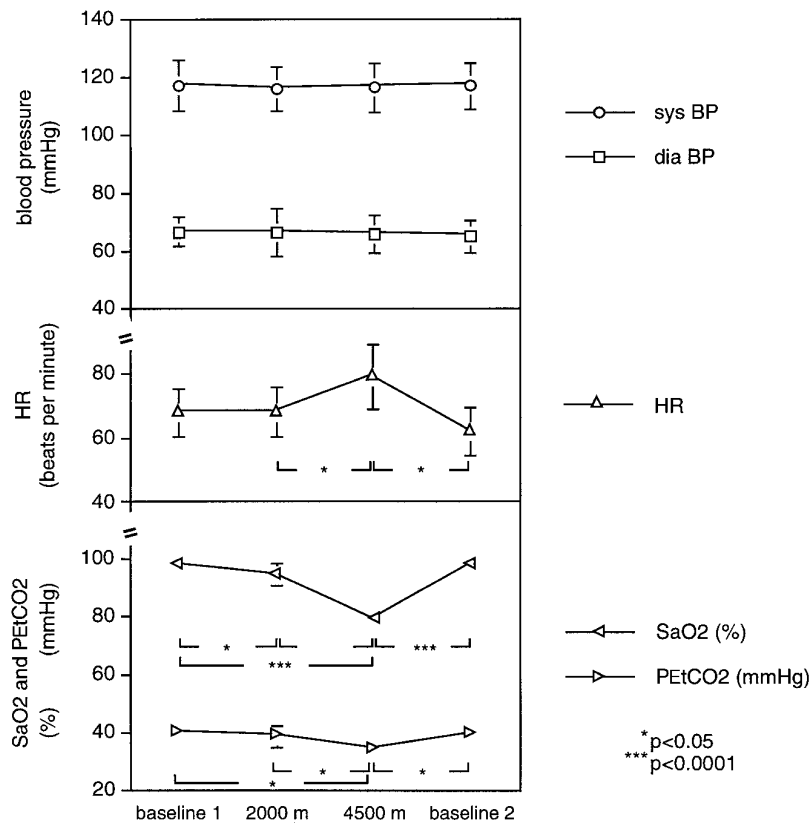 140
120
100
80
60
40
blood pressure
(mmHg)
sys BP
dia BP
80
60
40
HR
(beats per minute)
* *
HR
100
80
60
40
20
SaO2 and PEtCO2
(%) (mmHg)
* ***
***
* *
*
SaO2 (%)
PEtCO2 (mmHg)
*p<0.05
***p<0.0001
baseline 1 2000 m 4500 m baseline 2